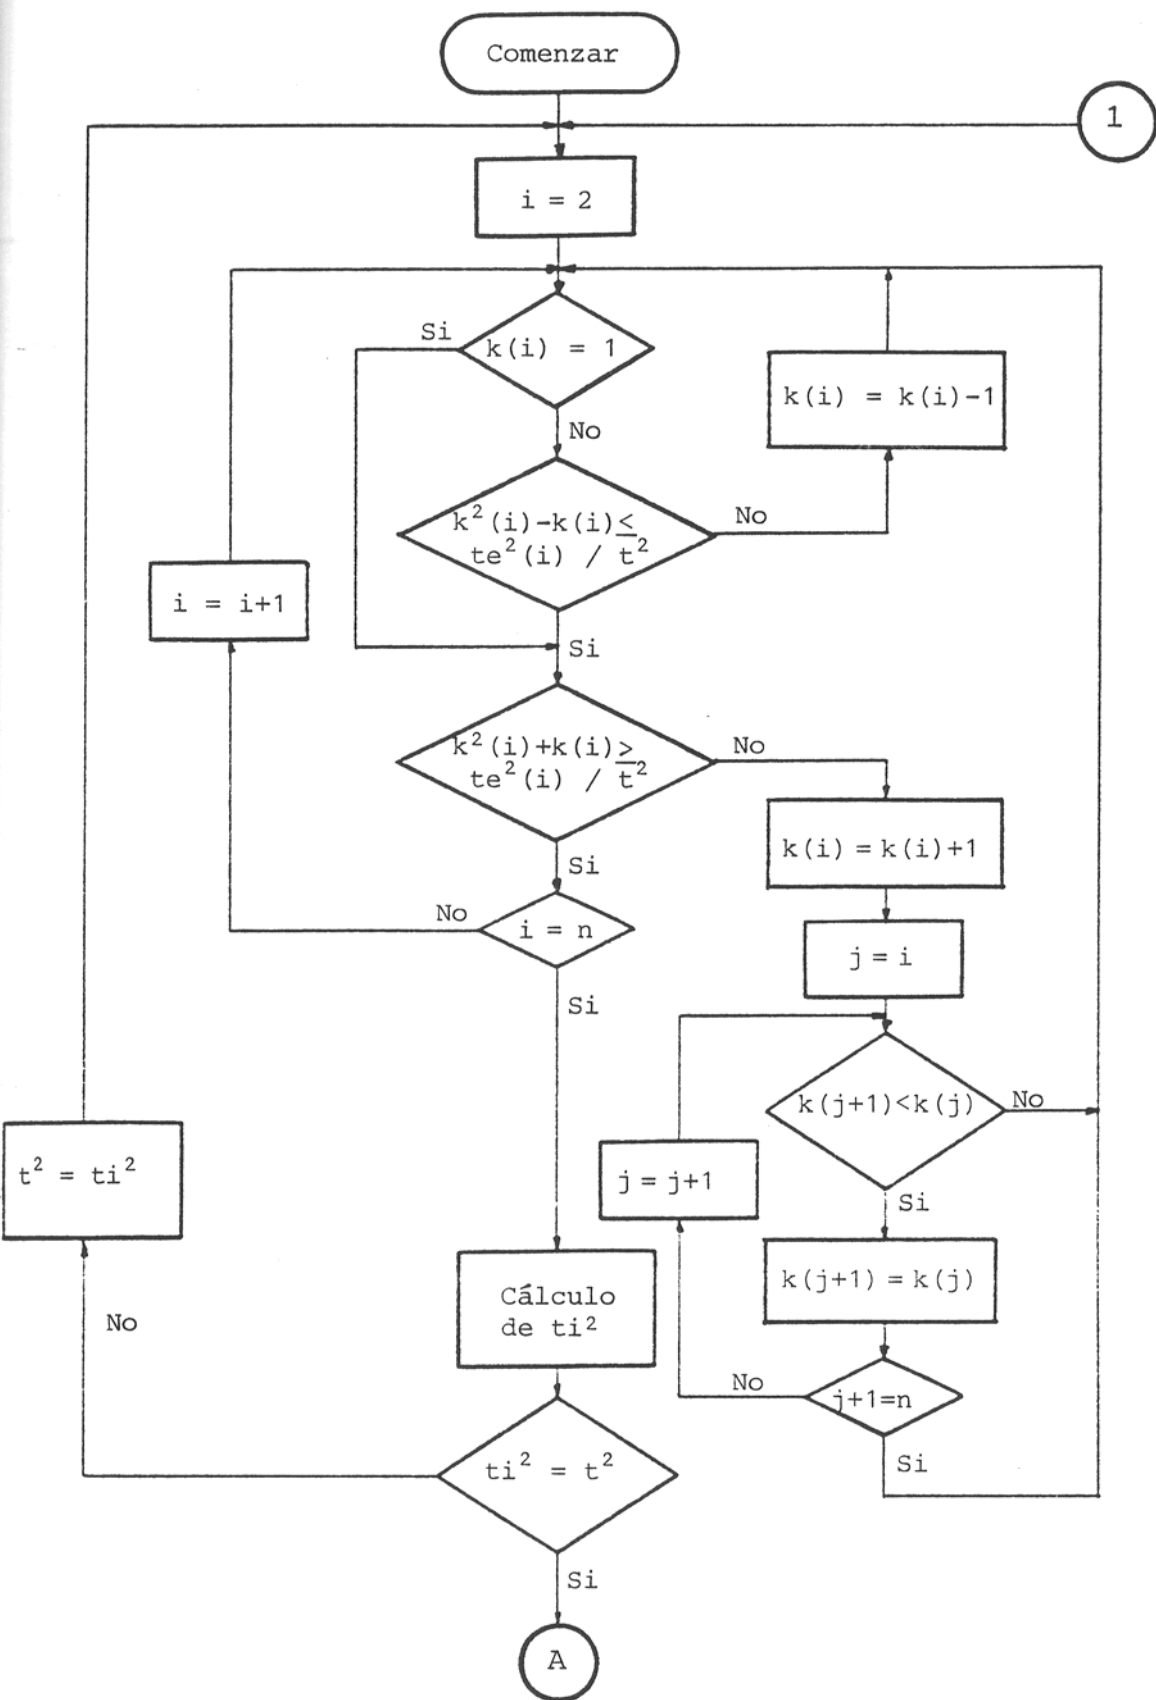 Comenzar
1
i = 2
Si
k(i) = 1
k(i) = k(i)-1
No
k²(i)-k(i)≤
te²(i) / t²
No
i = i+1
Si
k²(i)+k(i)≥
te²(i) / t²
No
k(i) = k(i)+1
Si
No
i = n
j = i
Si
k(j+1)<k(j)
No
t² = ti²
j = j+1
Si
k(j+1) = k(j)
Cálculo
de ti²
No
No
j+1=n
Si
ti² = t²
Si
A